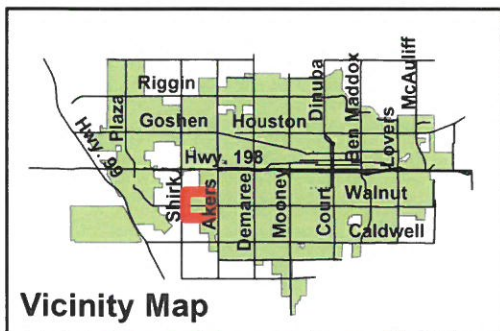 Riggin
Plaza
Hwy. 99
Goshen
Houston
Dinuba
Ben Maddox
McAuliff
Lovers
Hwy. 198
Shirk
Akers
Demaree
Mooney
Court
Walnut
Caldwell
Vicinity Map